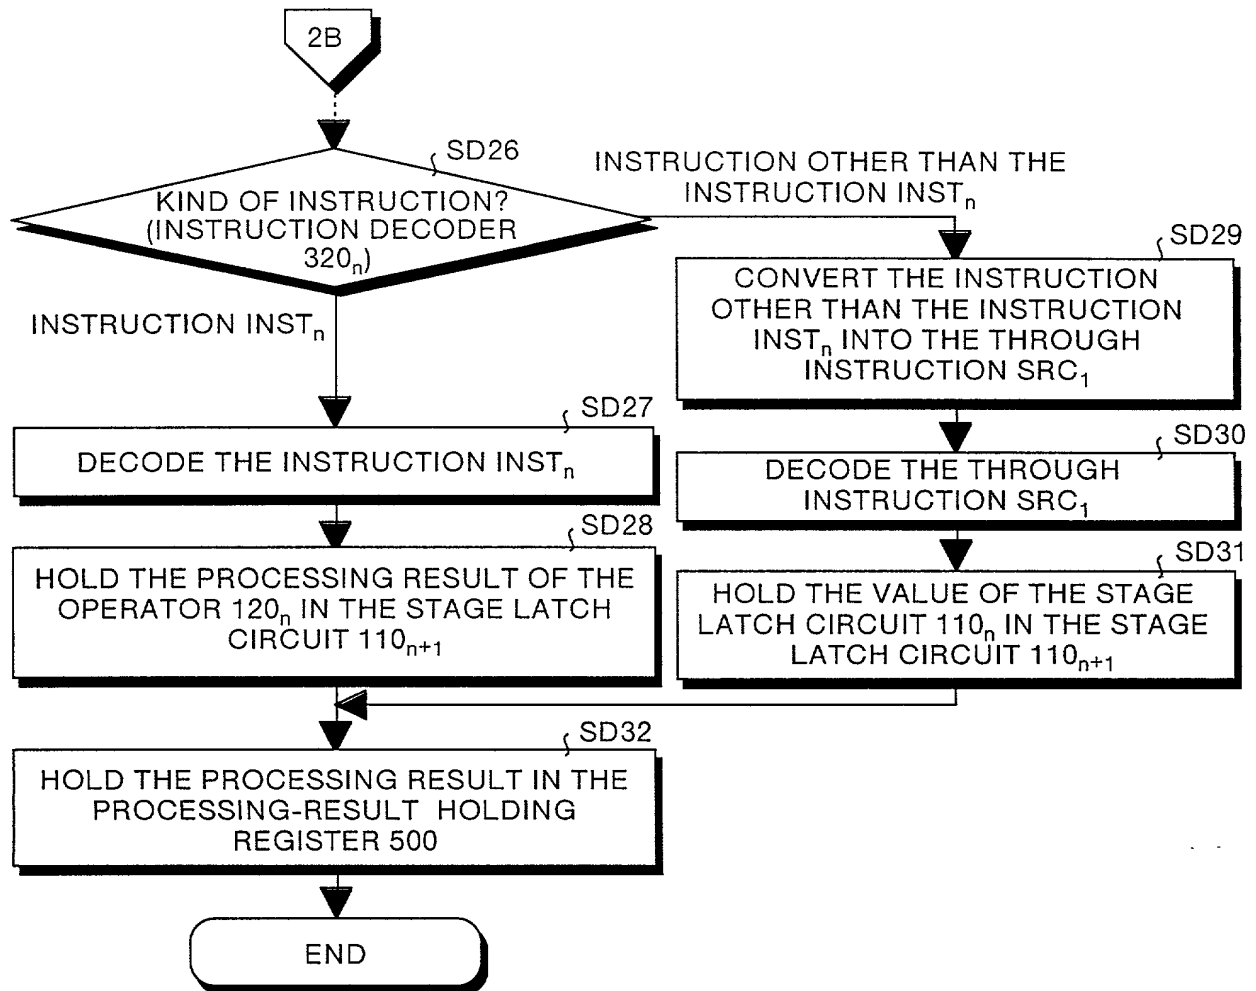 2B
SD26
KIND OF INSTRUCTION?
(INSTRUCTION DECODER
320n)
INSTRUCTION OTHER THAN THE
INSTRUCTION INSTn
INSTRUCTION INSTn
SD29
CONVERT THE INSTRUCTION
OTHER THAN THE INSTRUCTION
INSTn INTO THE THROUGH
INSTRUCTION SRC1
SD27
DECODE THE INSTRUCTION INSTn
SD30
DECODE THE THROUGH
INSTRUCTION SRC1
SD28
HOLD THE PROCESSING RESULT OF THE
OPERATOR 120n IN THE STAGE LATCH
CIRCUIT 110n+1
SD31
HOLD THE VALUE OF THE STAGE
LATCH CIRCUIT 110n IN THE STAGE
LATCH CIRCUIT 110n+1
SD32
HOLD THE PROCESSING RESULT IN THE
PROCESSING-RESULT HOLDING
REGISTER 500
END